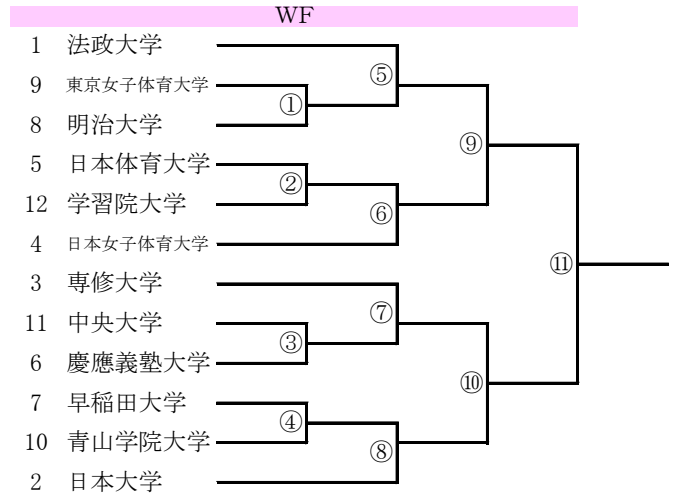 WF
1 法政大学
⑤
9 東京女子体育大学
①
8 明治大学
⑨
5 日本体育大学
②
12 学習院大学
⑥
4 日本女子体育大学
⑪
3 専修大学
⑦
11 中央大学
③
6 慶應義塾大学
⑩
7 早稲田大学
④
10 青山学院大学
⑧
2 日本大学